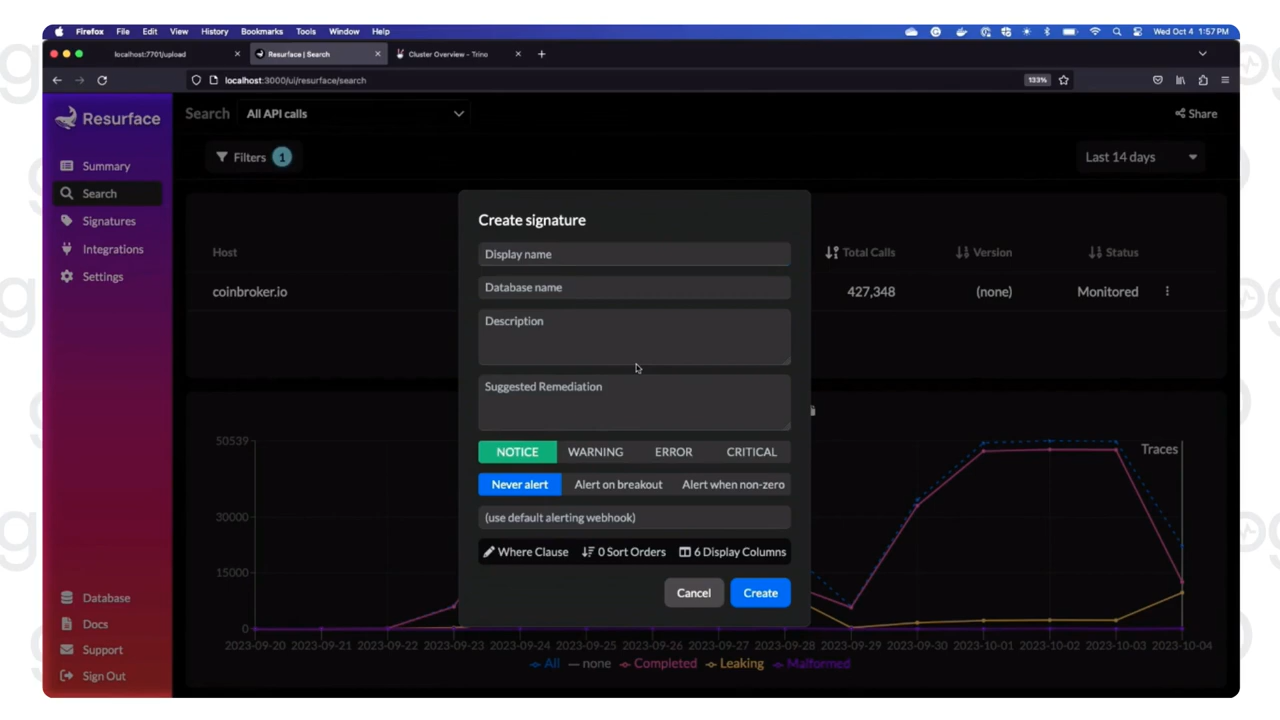 Firefox File Edit View History Bookmarks Tools Window Help Wed Oct 4 1:57 PM
localhost:7701/upload × Resurface | Search × Cluster Overview - Trino × +
localhost:3000/ui/resurface/search 133%
Resurface
Search All API calls Share
Filters 1 Last 14 days
Summary
Search
Signatures
Integrations
Settings
Host Total Calls Version Status
coinbroker.io 427,348 (none) Monitored
Create signature
Display name
Database name
Description
Suggested Remediation
NOTICE WARNING ERROR CRITICAL
Never alert Alert on breakout Alert when non-zero
(use default alerting webhook)
Where Clause 0 Sort Orders 6 Display Columns
Cancel Create
Traces
50539
30000
15000
0
2023-09-20 2023-09-21 2023-09-22 2023-09-23 2023-09-24 2023-09-25 2023-09-26 2023-09-27 2023-09-28 2023-09-29 2023-09-30 2023-10-01 2023-10-02 2023-10-03 2023-10-04
All none Completed Leaking Malformed
Database
Docs
Support
Sign Out